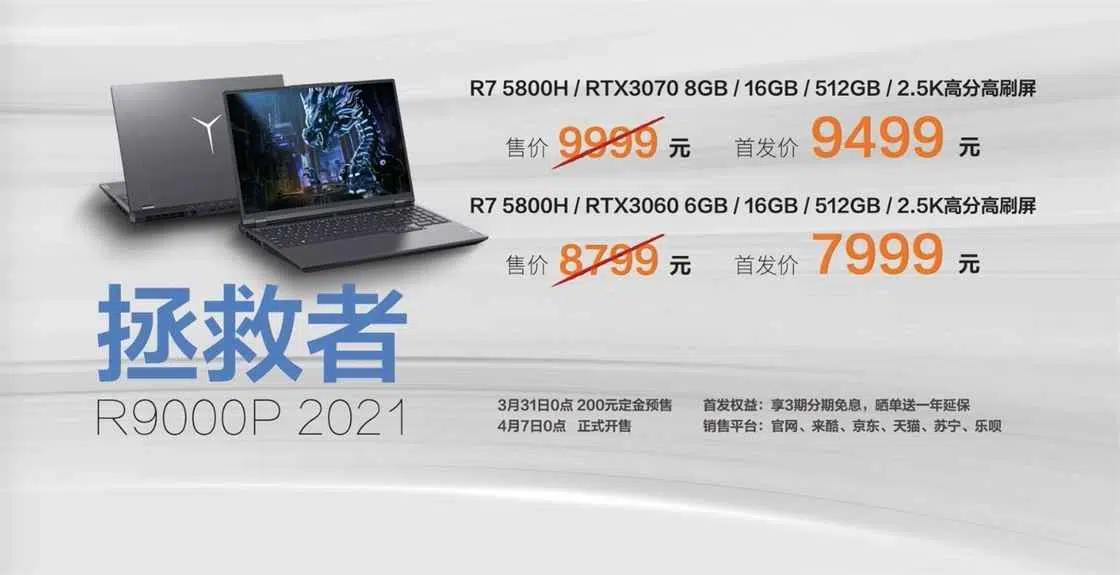 R7 5800H / RTX3070 8GB / 16GB / 512GB / 2.5K高分高刷屏
售价 9999 元 首发价 9499 元
R7 5800H / RTX3060 6GB / 16GB / 512GB / 2.5K高分高刷屏
售价 8799 元 首发价 7999 元
拯救者
R9000P 2021
3月31日0点 200元定金预售 首发权益：享3期分期免息，晒单送一年延保
4月7日0点 正式开售 销售平台：官网、来酷、京东、天猫、苏宁、乐呗